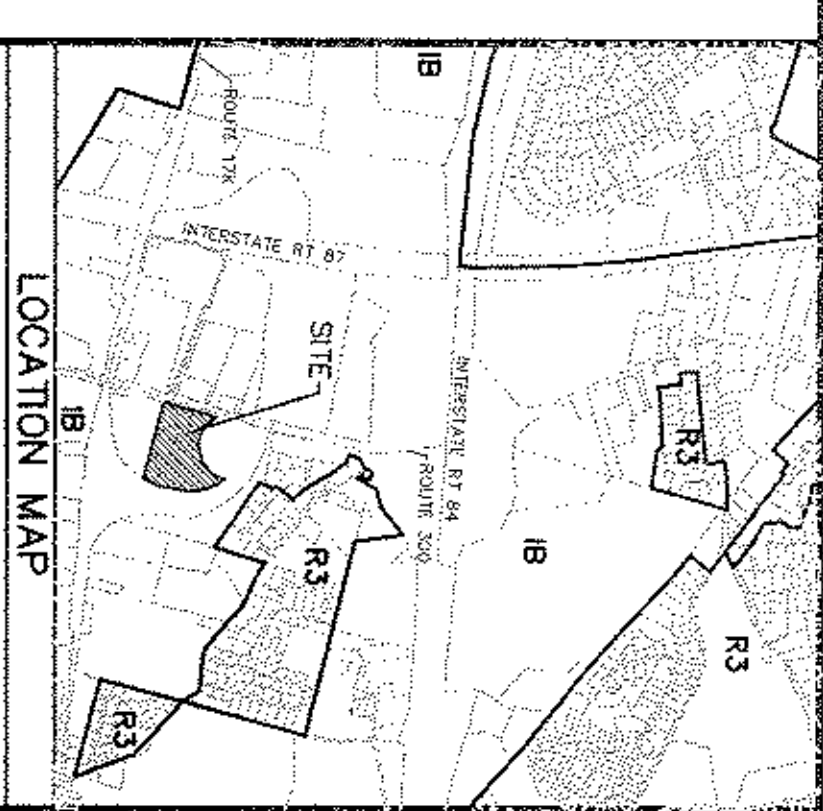 R3
R3
IB
INTERSTATE RT 84
IB
ROUTE 300
SITE
R3
INTERSTATE RT 87
ROUTE 17K
R3
IB
LOCATION MAP